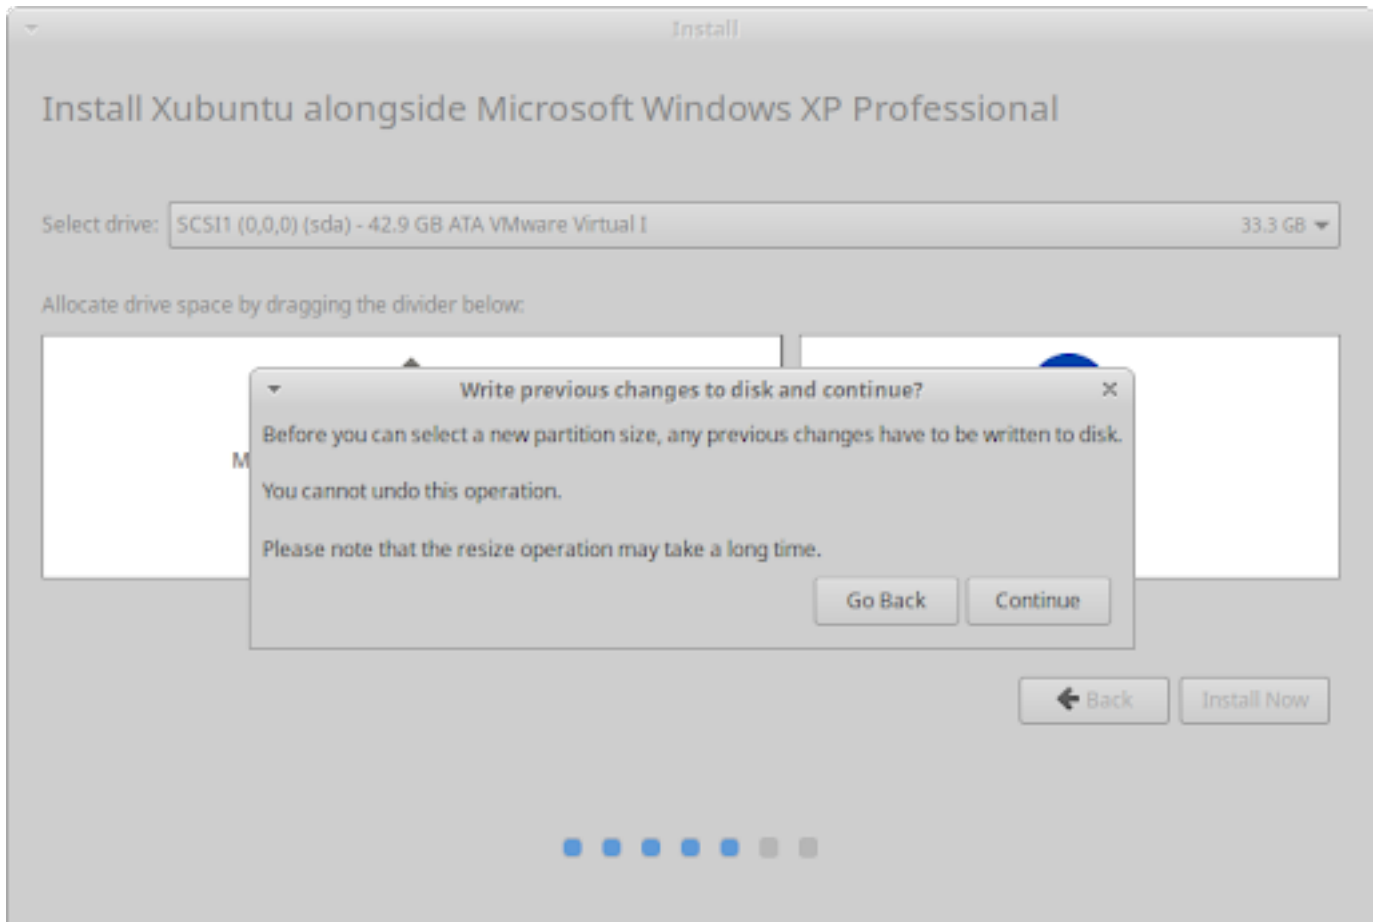 Install
Install Xubuntu alongside Microsoft Windows XP Professional
Select drive: SCSI1 (0,0,0) (sda) - 42.9 GB ATA VMware Virtual I 33.3 GB
Allocate drive space by dragging the divider below:
Write previous changes to disk and continue?
Before you can select a new partition size, any previous changes have to be written to disk.
M
You cannot undo this operation.
Please note that the resize operation may take a long time.
Go Back Continue
Back Install Now